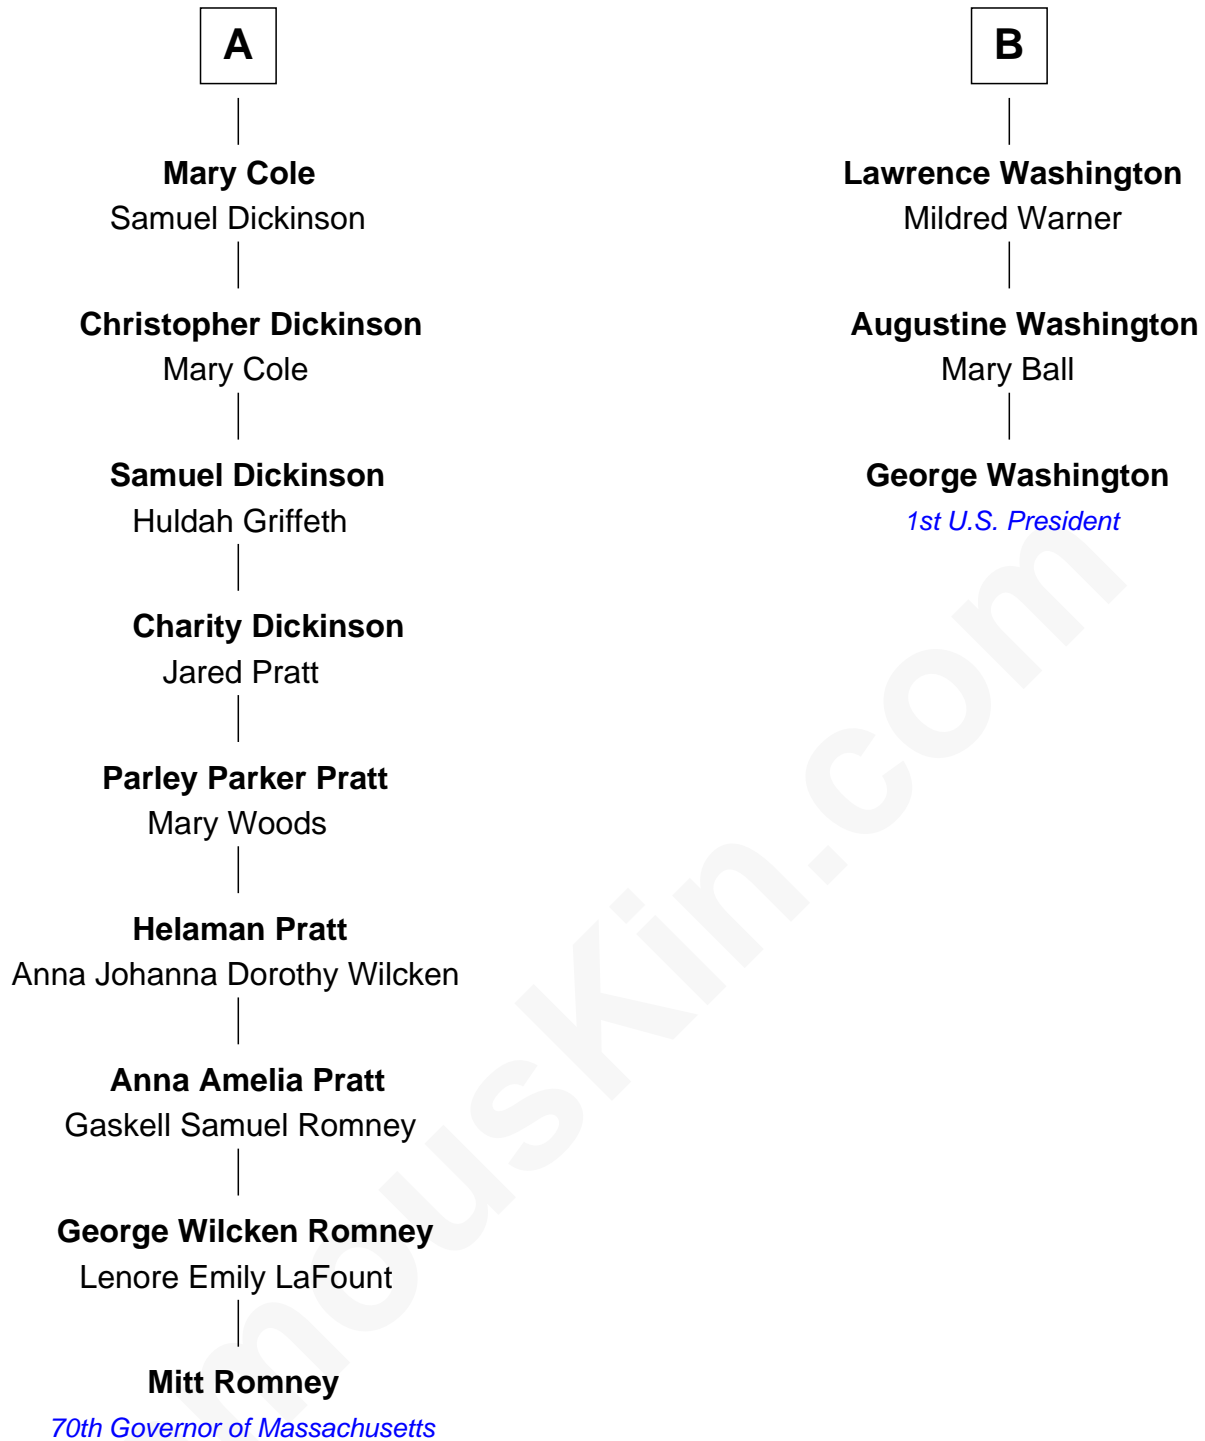 A
Mary Cole
Samuel Dickinson
Christopher Dickinson
Mary Cole
Samuel Dickinson
Huldah Griffeth
Charity Dickinson
Jared Pratt
Parley Parker Pratt
Mary Woods
Helaman Pratt
Anna Johanna Dorothy Wilcken
Anna Amelia Pratt
Gaskell Samuel Romney
George Wilcken Romney
Lenore Emily LaFount
Mitt Romney
70th Governor of Massachusetts
B
Lawrence Washington
Mildred Warner
Augustine Washington
Mary Ball
George Washington
1st U.S. President
mousKin.com